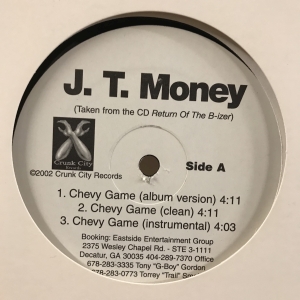 J. T. Money
(Taken from the CD Return Of The B-izer)
Crunk City
Records
©2002 Crunk City Records
Side A
1. Chevy Game (album version) 4:11
2. Chevy Game (clean) 4:11
3. Chevy Game (instrumental) 4:03
Booking: Eastside Entertainment Group
2375 Wesley Chapel Rd. - STE 3-1111
Decatur, GA 30035 404-289-7370 Office
678-283-3335 Tony "G-Boy" Gordon
678-283-0773 Torrey "Trail"